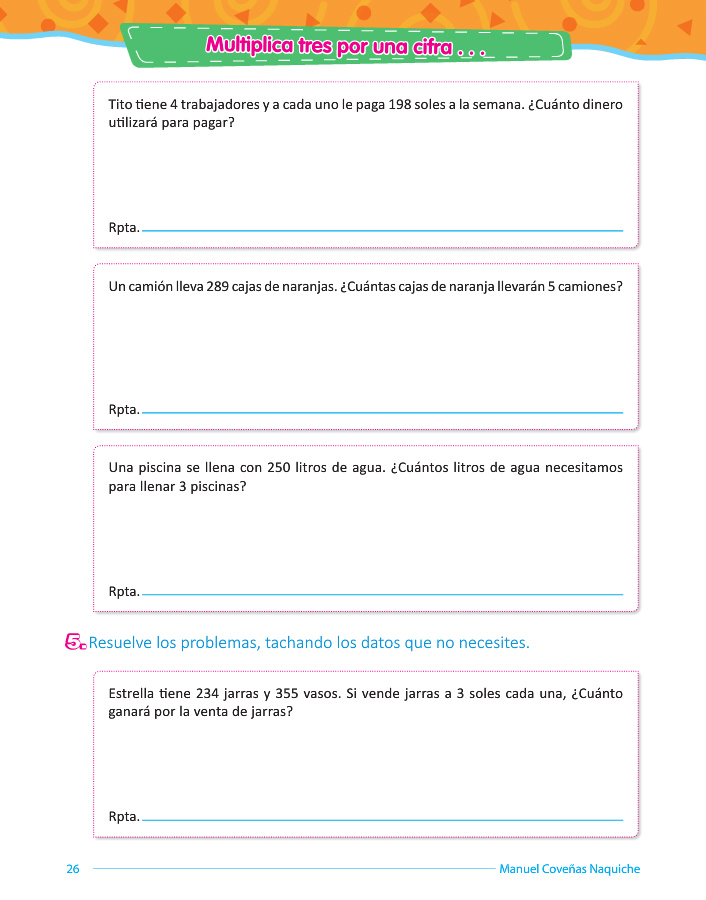 Multiplica tres por una cifra . . .
Tito tiene 4 trabajadores y a cada uno le paga 198 soles a la semana. ¿Cuánto dinero
utilizará para pagar?
Rpta.
Un camión lleva 289 cajas de naranjas. ¿Cuántas cajas de naranja llevarán 5 camiones?
Rpta.
Una piscina se llena con 250 litros de agua. ¿Cuántos litros de agua necesitamos
para llenar 3 piscinas?
Rpta.
5. Resuelve los problemas, tachando los datos que no necesites.
Estrella tiene 234 jarras y 355 vasos. Si vende jarras a 3 soles cada una, ¿Cuánto
ganará por la venta de jarras?
Rpta.
26 Manuel Coveñas Naquiche